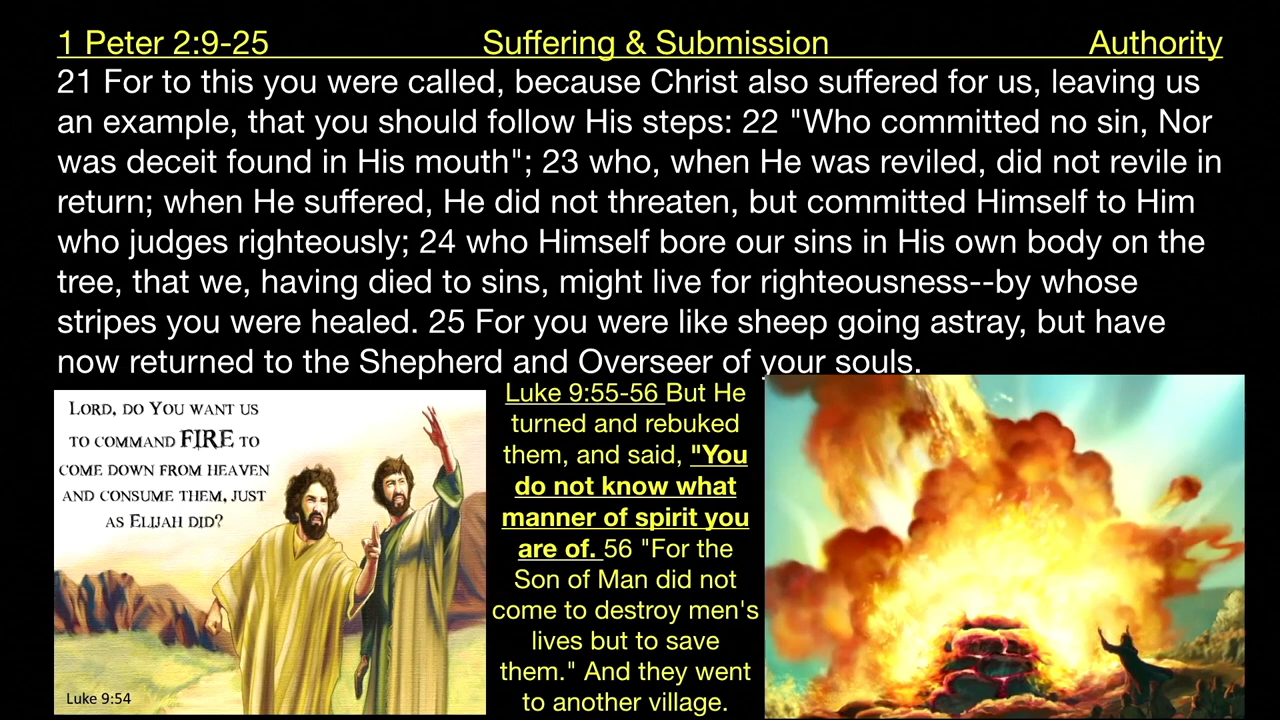 1 Peter 2:9-25 Suffering & Submission Authority
21 For to this you were called, because Christ also suffered for us, leaving us
an example, that you should follow His steps: 22 "Who committed no sin, Nor
was deceit found in His mouth"; 23 who, when He was reviled, did not revile in
return; when He suffered, He did not threaten, but committed Himself to Him
who judges righteously; 24 who Himself bore our sins in His own body on the
tree, that we, having died to sins, might live for righteousness--by whose
stripes you were healed. 25 For you were like sheep going astray, but have
now returned to the Shepherd and Overseer of your souls.
LORD, DO YOU WANT US
TO COMMAND FIRE TO
COME DOWN FROM HEAVEN
AND CONSUME THEM, JUST
AS ELIJAH DID?
Luke 9:54
Luke 9:55-56 But He
turned and rebuked
them, and said, "You
do not know what
manner of spirit you
are of. 56 "For the
Son of Man did not
come to destroy men's
lives but to save
them." And they went
to another village.